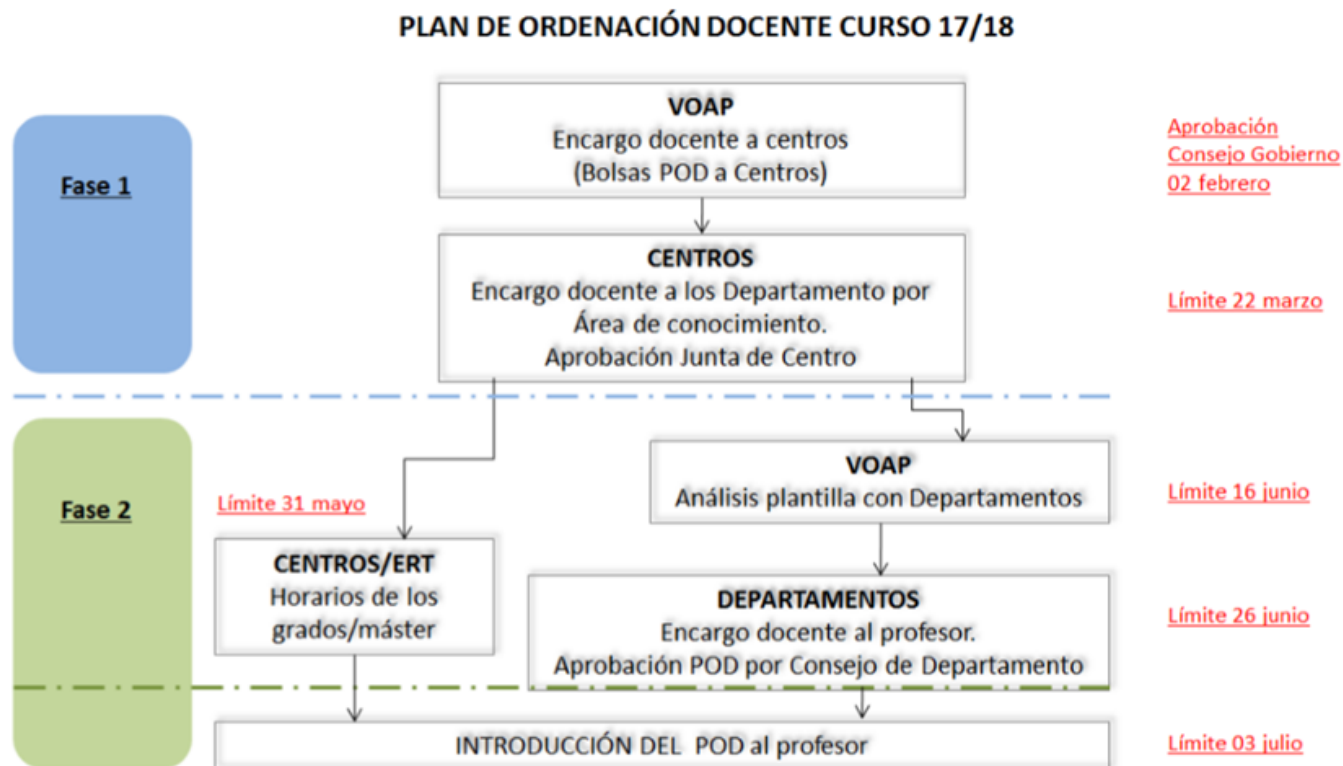 PLAN DE ORDENACIÓN DOCENTE CURSO 17/18
Fase 1
VOAP
Encargo docente a centros
(Bolsas POD a Centros)
Aprobación
Consejo Gobierno
02 febrero
CENTROS
Encargo docente a los Departamento por
Área de conocimiento.
Aprobación Junta de Centro
Límite 22 marzo
Fase 2
VOAP
Análisis plantilla con Departamentos
Límite 16 junio
Límite 31 mayo
CENTROS/ERT
Horarios de los
grados/máster
DEPARTAMENTOS
Encargo docente al profesor.
Aprobación POD por Consejo de Departamento
Límite 26 junio
INTRODUCCIÓN DEL POD al profesor
Límite 03 julio